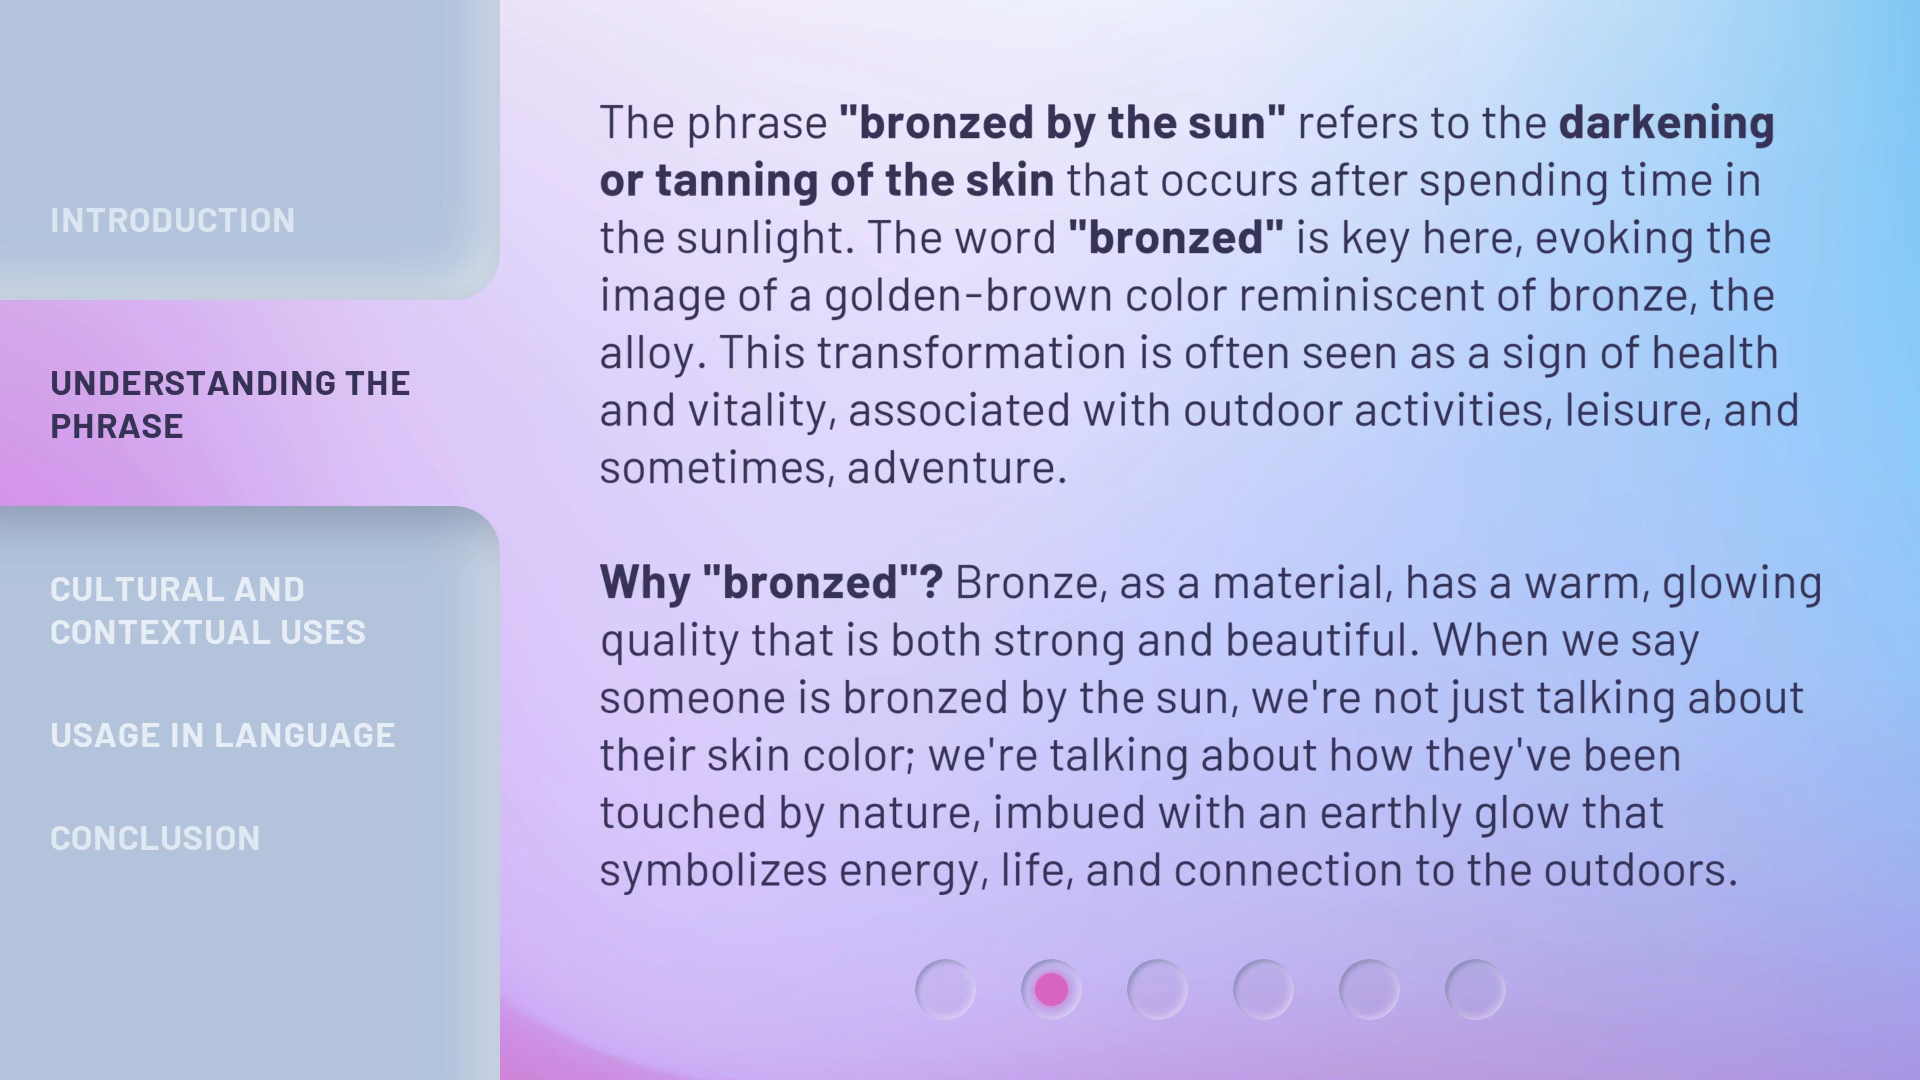 INTRODUCTION
UNDERSTANDING THE
PHRASE
CULTURAL AND
CONTEXTUAL USES
USAGE IN LANGUAGE
CONCLUSION
The phrase "bronzed by the sun" refers to the darkening
or tanning of the skin that occurs after spending time in
the sunlight. The word "bronzed" is key here, evoking the
image of a golden-brown color reminiscent of bronze, the
alloy. This transformation is often seen as a sign of health
and vitality, associated with outdoor activities, leisure, and
sometimes, adventure.
Why "bronzed"? Bronze, as a material, has a warm, glowing
quality that is both strong and beautiful. When we say
someone is bronzed by the sun, we're not just talking about
their skin color; we're talking about how they've been
touched by nature, imbued with an earthly glow that
symbolizes energy, life, and connection to the outdoors.